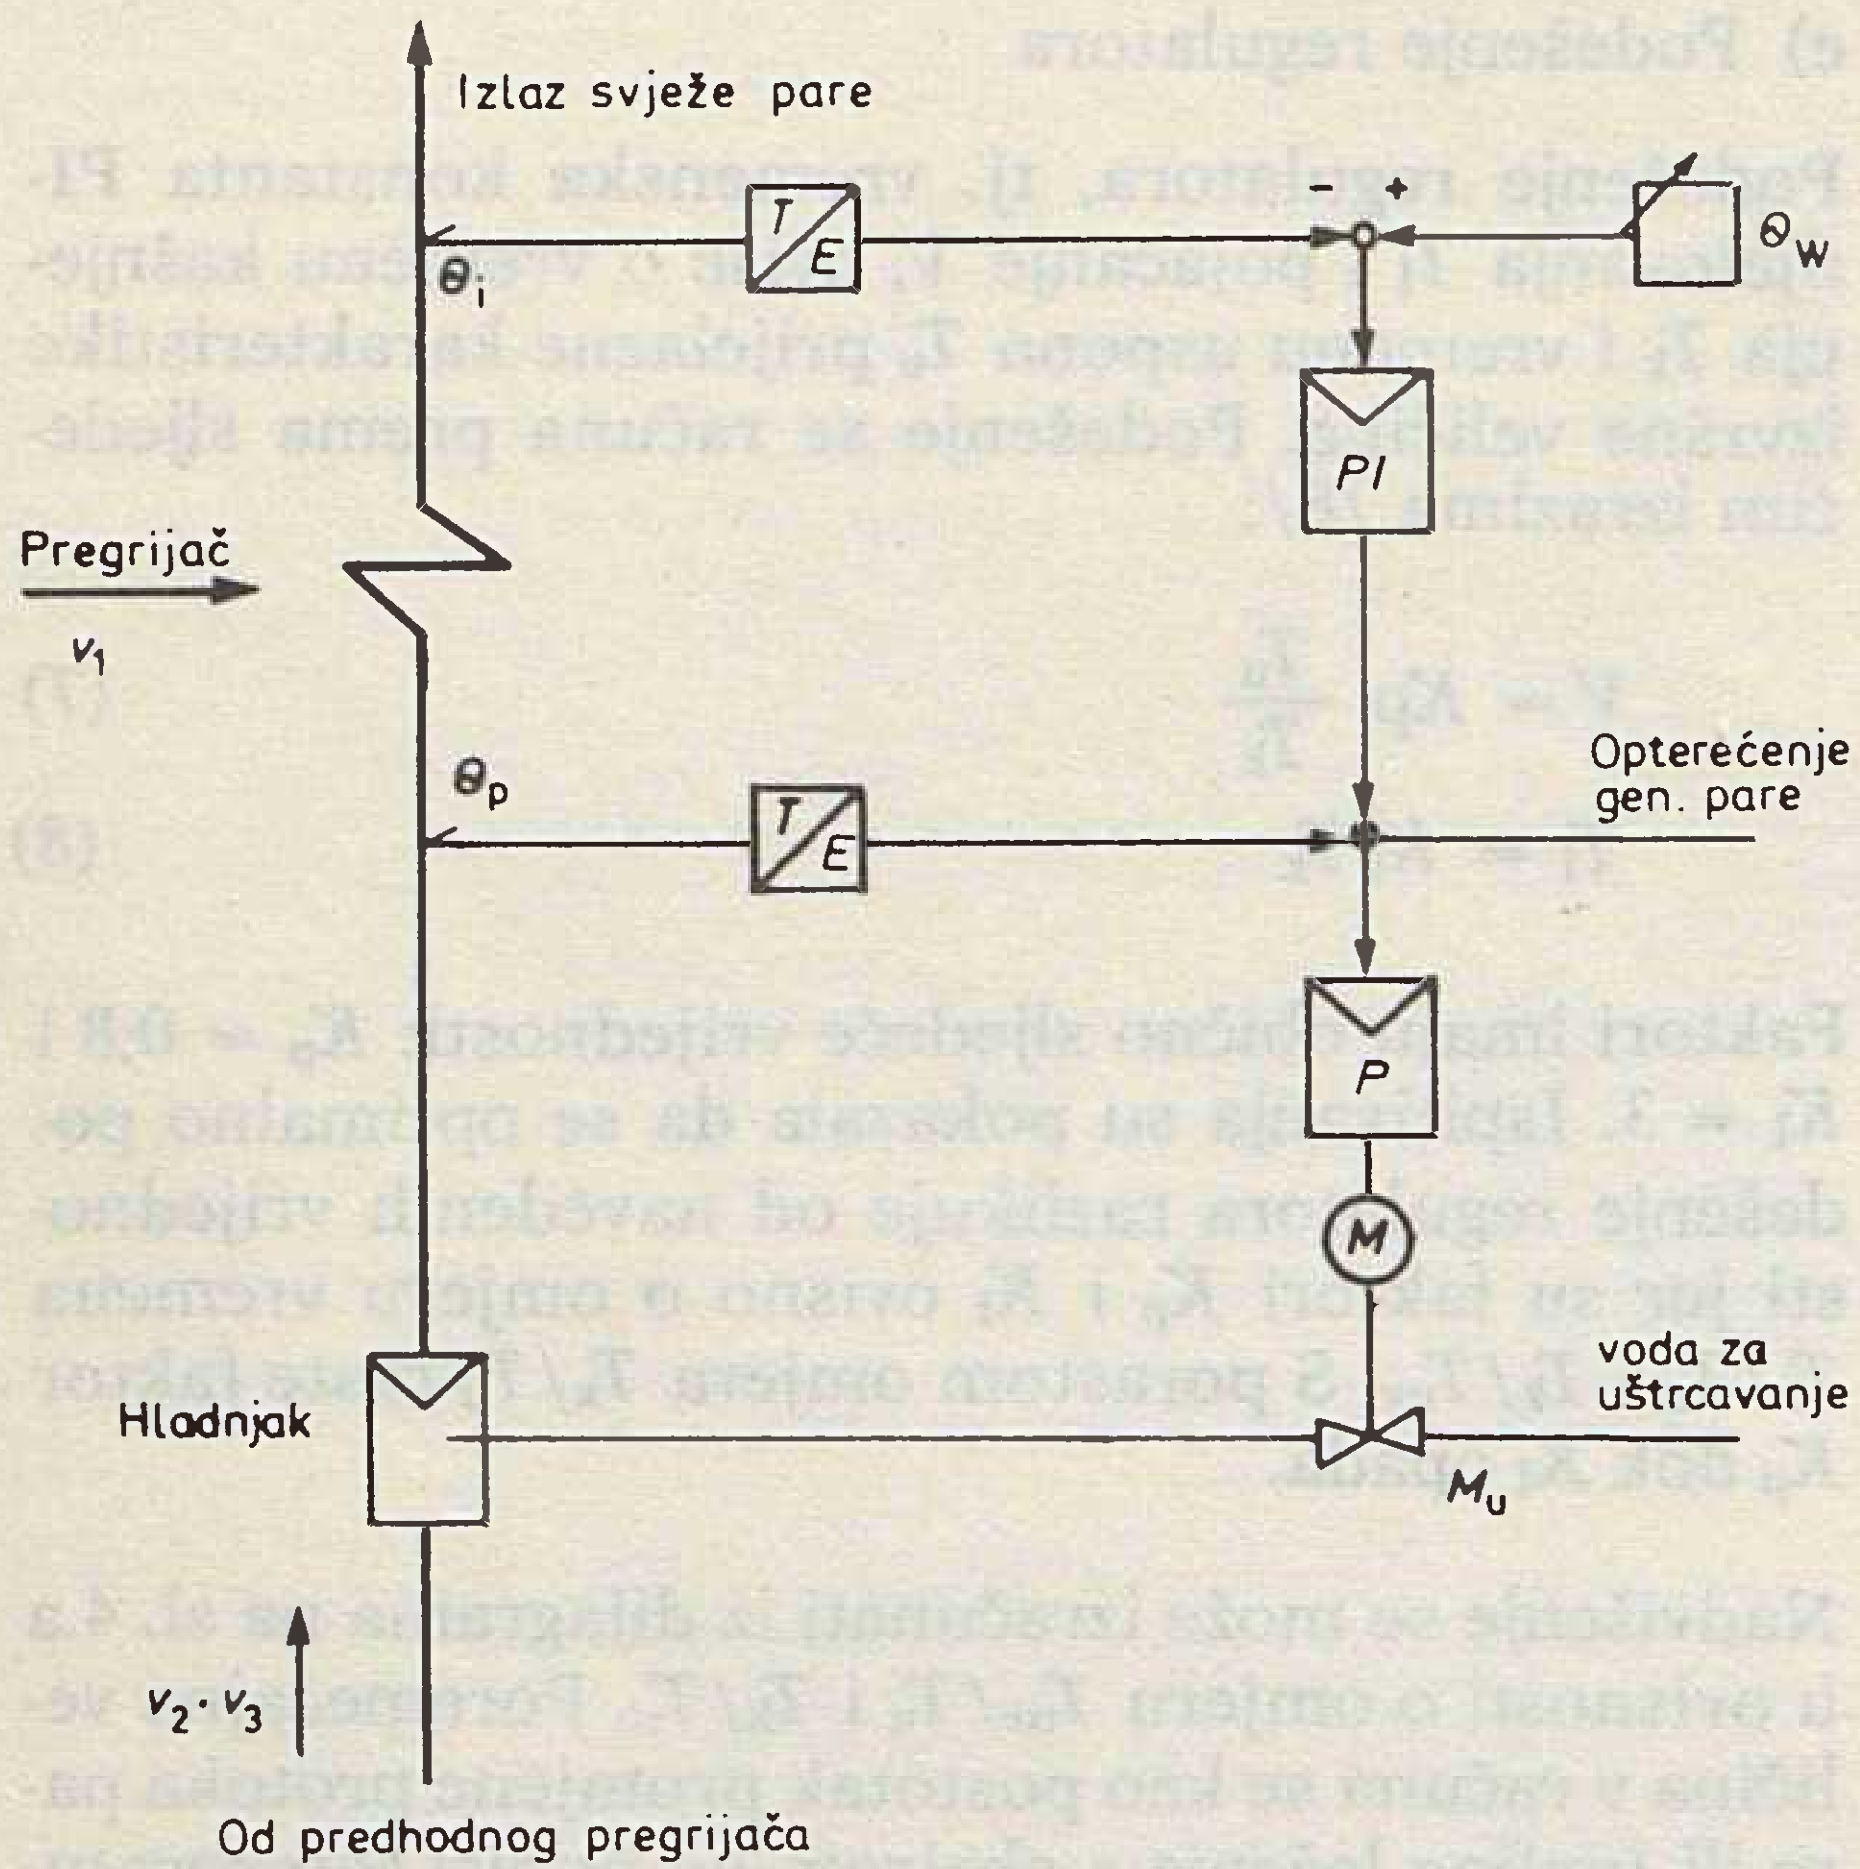 Izlaz svježe pare
T/E
- +
Θw
Θi
PI
Pregrijač
v1
Θp
T/E
Opterećenje
gen. pare
P
M
Hladnjak
voda za
uštrcavanje
Mu
v2 · v3
Od predhodnog pregrijača